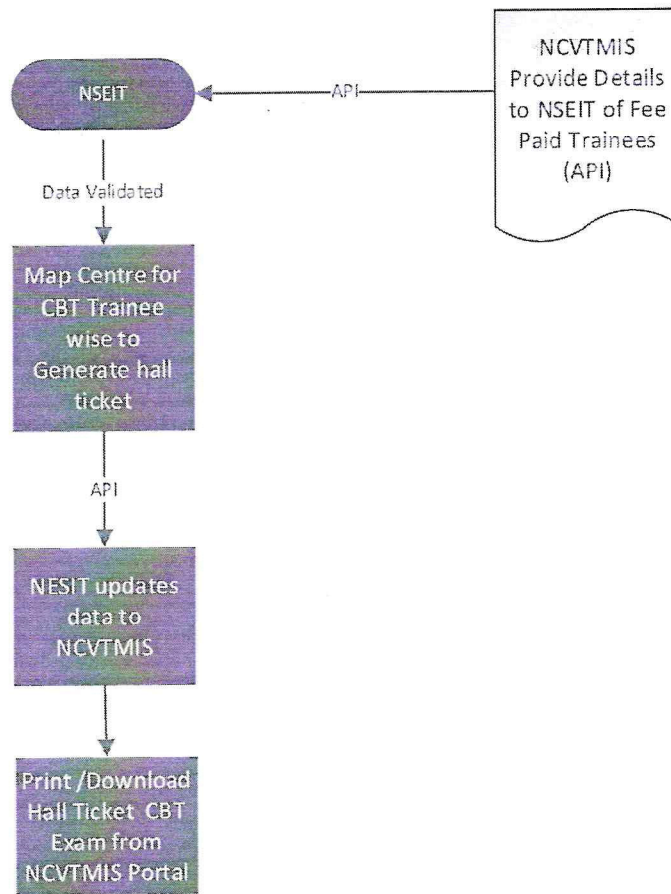 NCVTMIS
Provide Details
to NSEIT of Fee
Paid Trainees
(API)
API
NSEIT
Data Validated
Map Centre for
CBT Trainee
wise to
Generate hall
ticket
API
NESIT updates
data to
NCVTMIS
Print /Download
Hall Ticket CBT
Exam from
NCVTMIS Portal